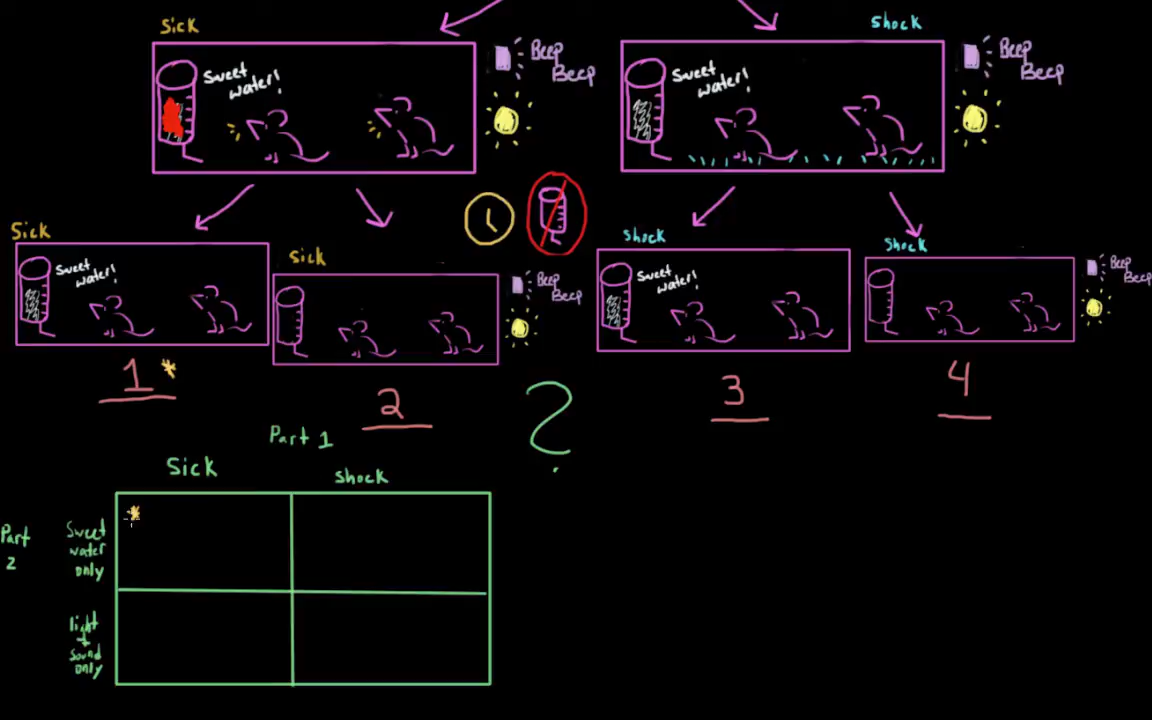 Sick
Shock
Sweet
water!
Beep
Beep
Sweet
water!
Beep
Beep
Sick
Sick
Shock
Shock
Sweet
water!
Beep
Beep
Sweet
water!
Beep
Beep
1 *
2
?
3
4
Part 1
Sick
Shock
Part
2
Sweet
water
only
*
light
+
Sound
only